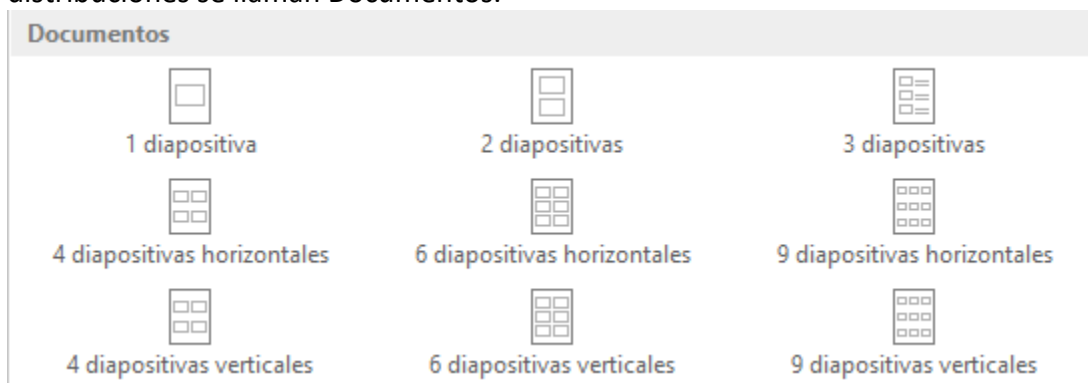 distribuciones se llaman Documentos.
Documentos
1 diapositiva 2 diapositivas 3 diapositivas
4 diapositivas horizontales 6 diapositivas horizontales 9 diapositivas horizontales
4 diapositivas verticales 6 diapositivas verticales 9 diapositivas verticales